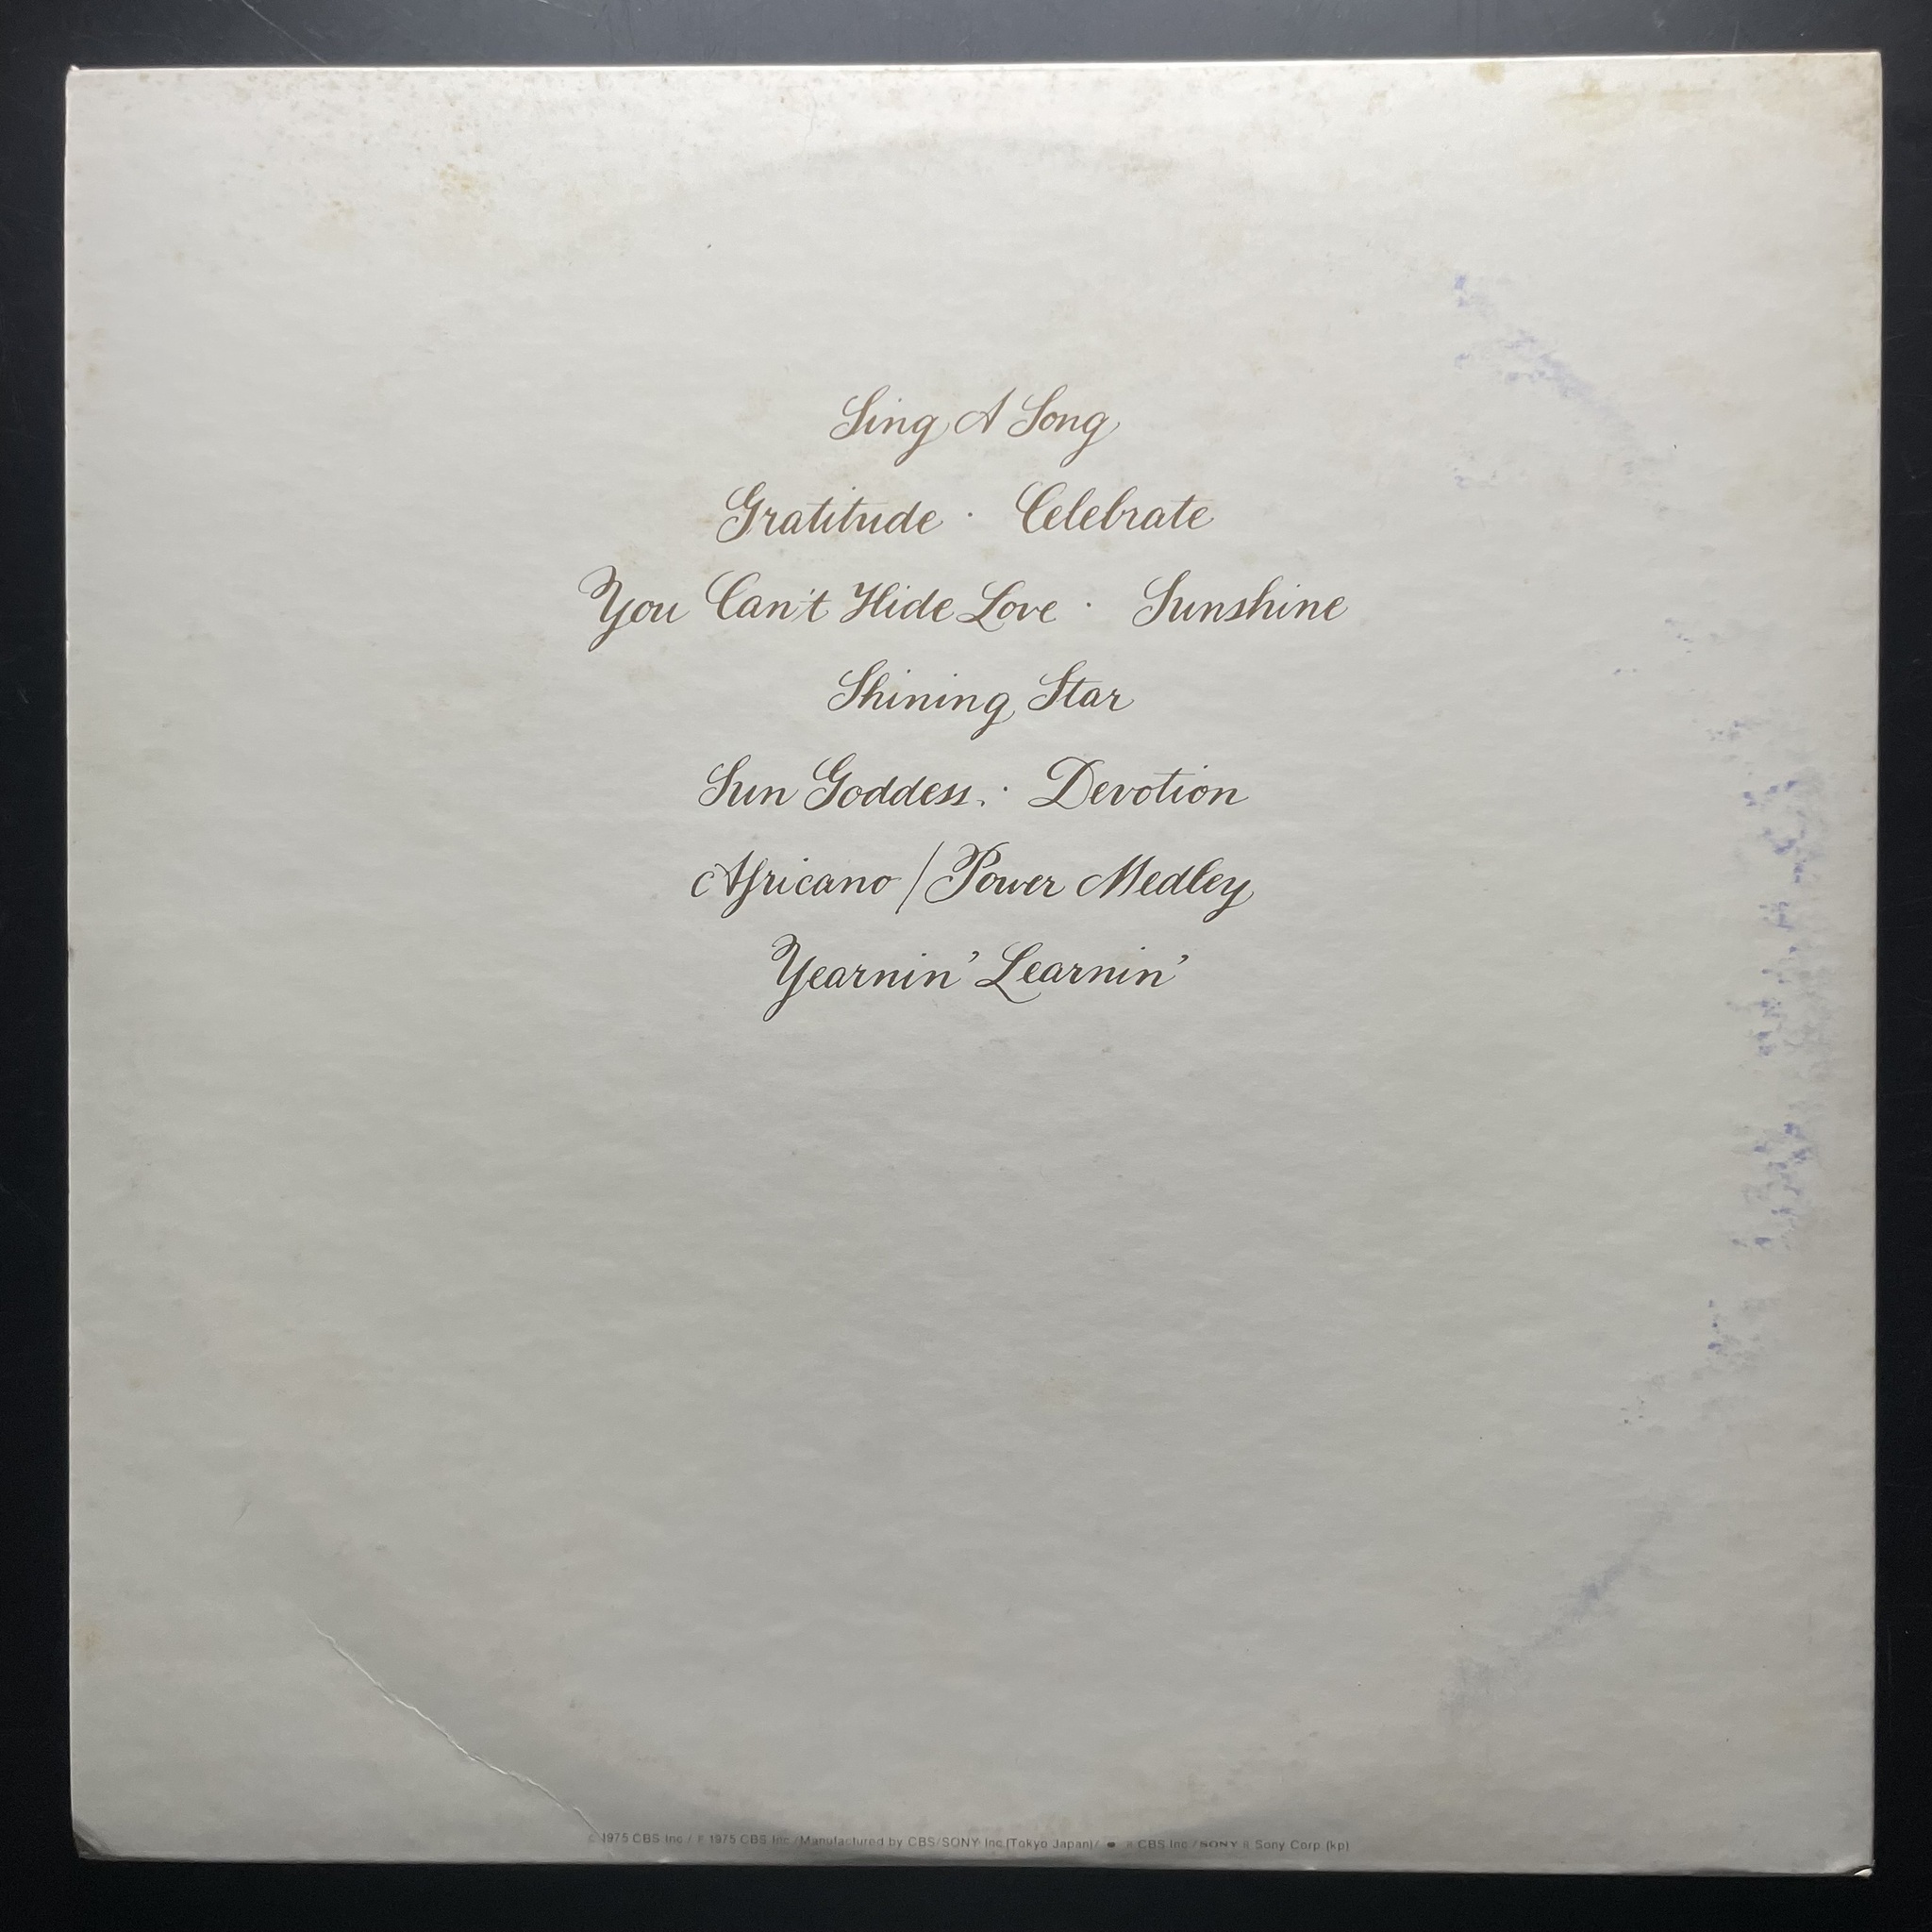 Sing A Song
Gratitude · Celebrate
You Can't Hide Love · Sunshine
Shining Star
Sun Goddess · Devotion
Africano / Power Medley
Yearnin' Learnin'
© 1975 CBS Inc./ ℗ 1975 CBS Inc./Manufactured by CBS/SONY Inc.(Tokyo Japan)/ CBS Inc./SONY Sony Corp (kp)